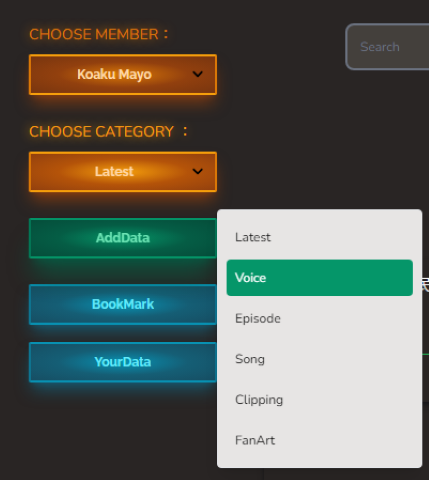 CHOOSE MEMBER：
Search
Koaku Mayo
CHOOSE CATEGORY ：
Latest
AddData
BookMark
YourData
Latest
Voice
Episode
Song
Clipping
FanArt